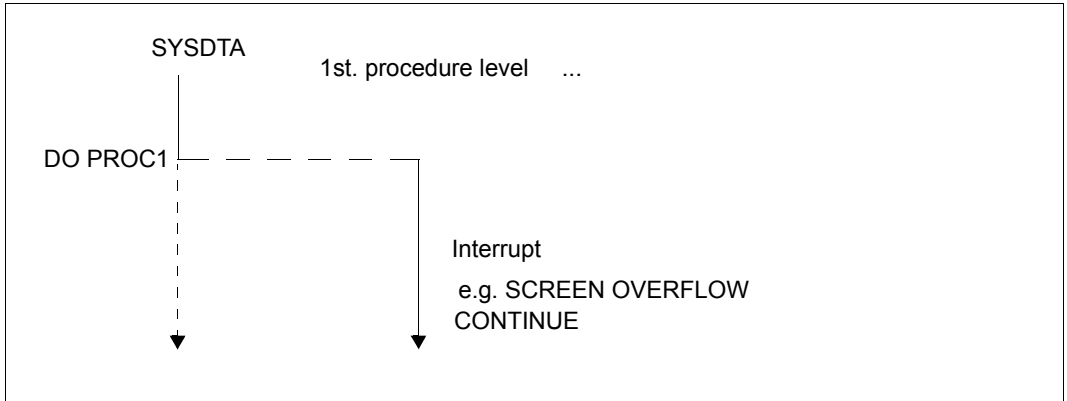 SYSDTA
1st. procedure level ...
DO PROC1
Interrupt
e.g. SCREEN OVERFLOW
CONTINUE